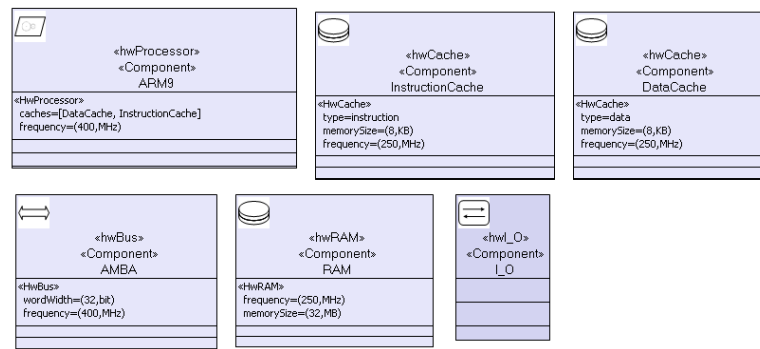 «hwProcessor»
«Component»
ARM9
«HwProcessor»
caches=[DataCache, InstructionCache]
frequency=(400,MHz)
«hwCache»
«Component»
InstructionCache
«HwCache»
type=instruction
memorySize=(8,KB)
frequency=(250,MHz)
«hwCache»
«Component»
DataCache
«HwCache»
type=data
memorySize=(8,KB)
frequency=(250,MHz)
«hwBus»
«Component»
AMBA
«HwBus»
wordWidth=(32,bit)
frequency=(400,MHz)
«hwRAM»
«Component»
RAM
«HwRAM»
frequency=(250,MHz)
memorySize=(32,MB)
«hwI_O»
«Component»
I_O